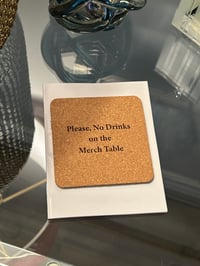 Please, No Drinks
on the
Merch Table